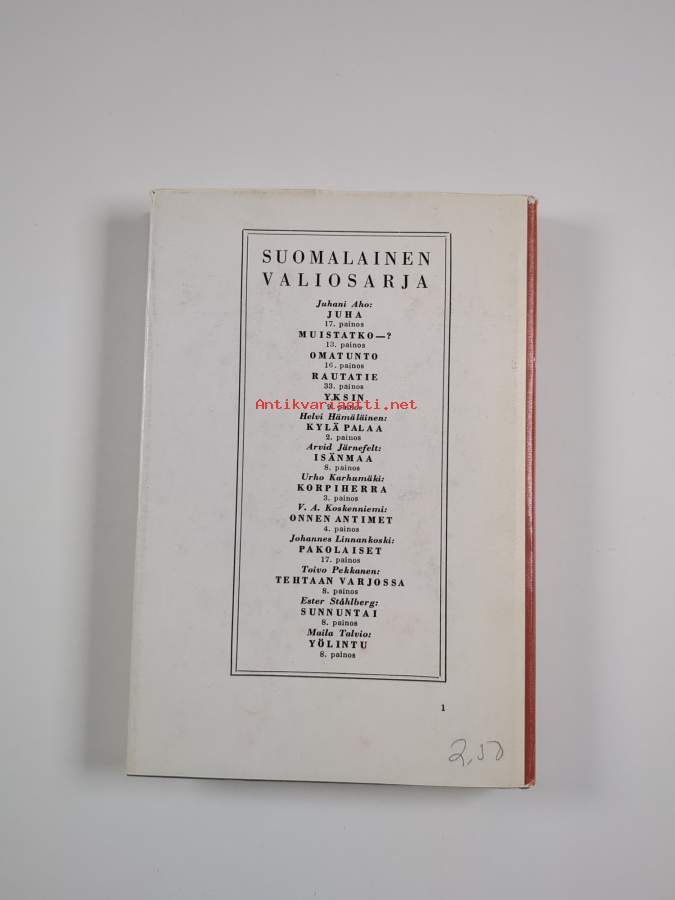 SUOMALAINEN
VALIOSARJA
Juhani Aho:
JUHA
17. painos
MUISTATKO—?
13. painos
OMATUNTO
16. painos
RAUTATIE
33. painos
YKSIN
painos
Antikvariaatti.net
Helvi Hämäläinen:
KYLÄ PALAA
2. painos
Arvid Järnefelt:
ISÄNMAA
8. painos
Urho Karhumäki:
KORPIHERRA
3. painos
V. A. Koskenniemi:
ONNEN ANTIMET
4. painos
Johannes Linnankoski:
PAKOLAISET
17. painos
Toivo Pekkanen:
TEHTAAN VARJOSSA
8. painos
Ester Ståhlberg:
SUNNUNTAI
8. painos
Maila Talvio:
YÖLINTU
8. painos
1
2,50